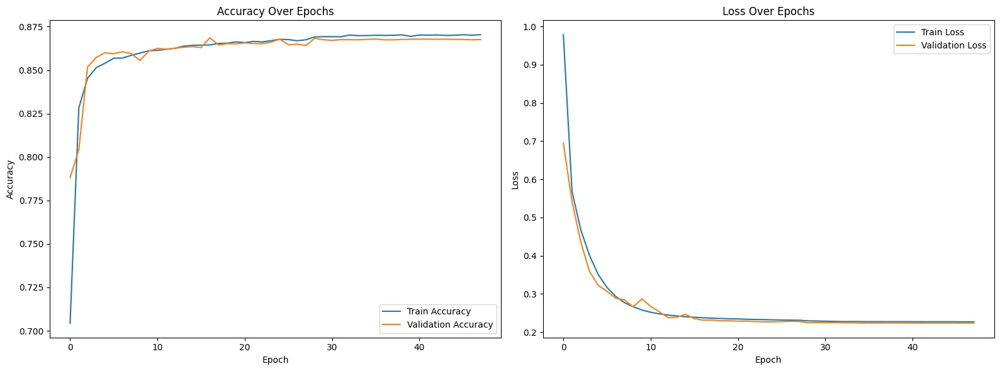 Accuracy Over Epochs
0.875
0.850
0.825
0.800
0.775
0.750
0.725
0.700
Accuracy
0 10 20 30 40
Epoch
Train Accuracy
Validation Accuracy
Loss Over Epochs
1.0
0.9
0.8
0.7
0.6
0.5
0.4
0.3
0.2
Loss
0 10 20 30 40
Epoch
Train Loss
Validation Loss